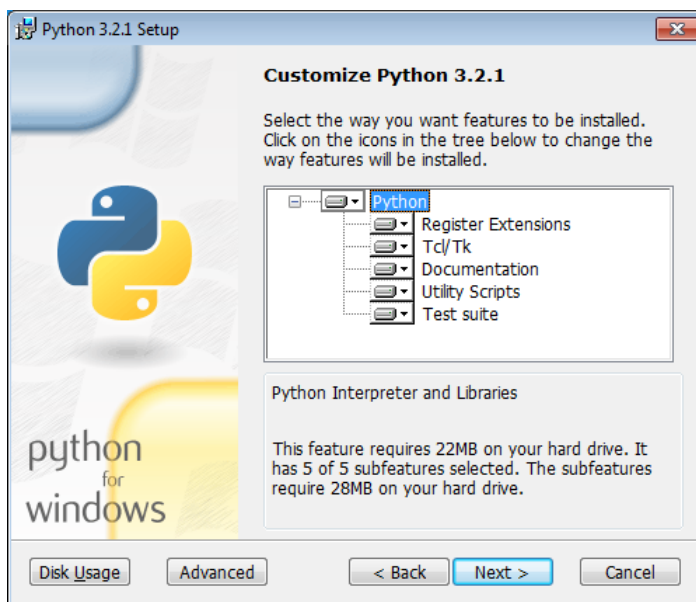 Python 3.2.1 Setup
Customize Python 3.2.1
Select the way you want features to be installed.
Click on the icons in the tree below to change the
way features will be installed.
Python
Register Extensions
Tcl/Tk
Documentation
Utility Scripts
Test suite
Python Interpreter and Libraries
This feature requires 22MB on your hard drive. It
has 5 of 5 subfeatures selected. The subfeatures
require 28MB on your hard drive.
python
for
windows
Disk Usage
Advanced
< Back
Next >
Cancel